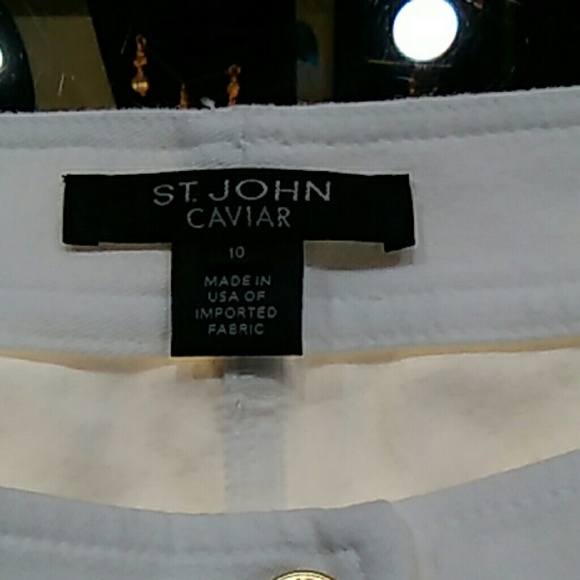 ST. JOHN
CAVIAR
10
MADE IN
USA OF
IMPORTED
FABRIC